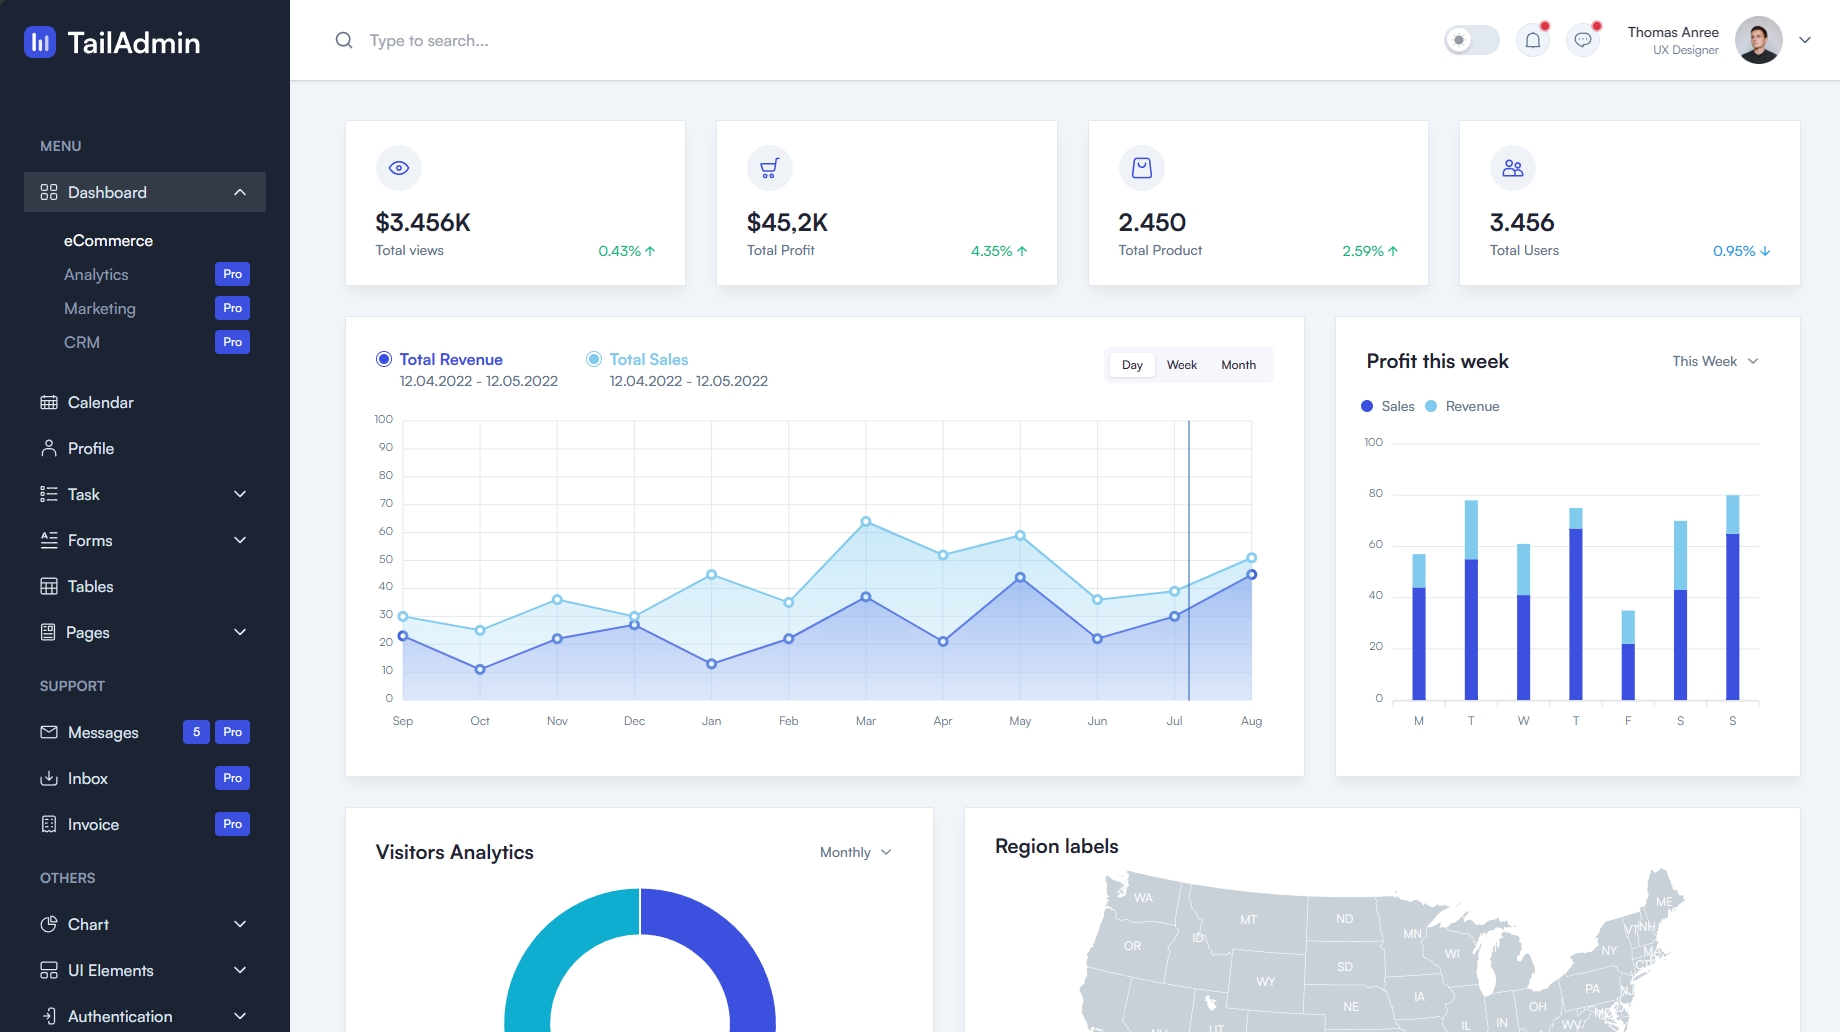 TailAdmin
Type to search...
Thomas Anree
UX Designer
MENU
Dashboard
eCommerce
Analytics Pro
Marketing Pro
CRM Pro
Calendar
Profile
Task
Forms
Tables
Pages
SUPPORT
Messages 5 Pro
Inbox Pro
Invoice Pro
OTHERS
Chart
UI Elements
Authentication
$3.456K
Total views 0.43%
$45,2K
Total Profit 4.35%
2.450
Total Product 2.59%
3.456
Total Users 0.95%
Total Revenue
12.04.2022 - 12.05.2022
Total Sales
12.04.2022 - 12.05.2022
Day Week Month
100
90
80
70
60
50
40
30
20
10
0
Sep Oct Nov Dec Jan Feb Mar Apr May Jun Jul Aug
Profit this week
This Week
Sales Revenue
100
80
60
40
20
0
M T W T F S S
Visitors Analytics
Monthly
Region labels
WA
MT
ND
ME
OR
ID
MN
VT NH
WI
NY
MA
CT
SD
WY
PA
NJ
IA
NE
OH
IL
IN
WV
NV
UT